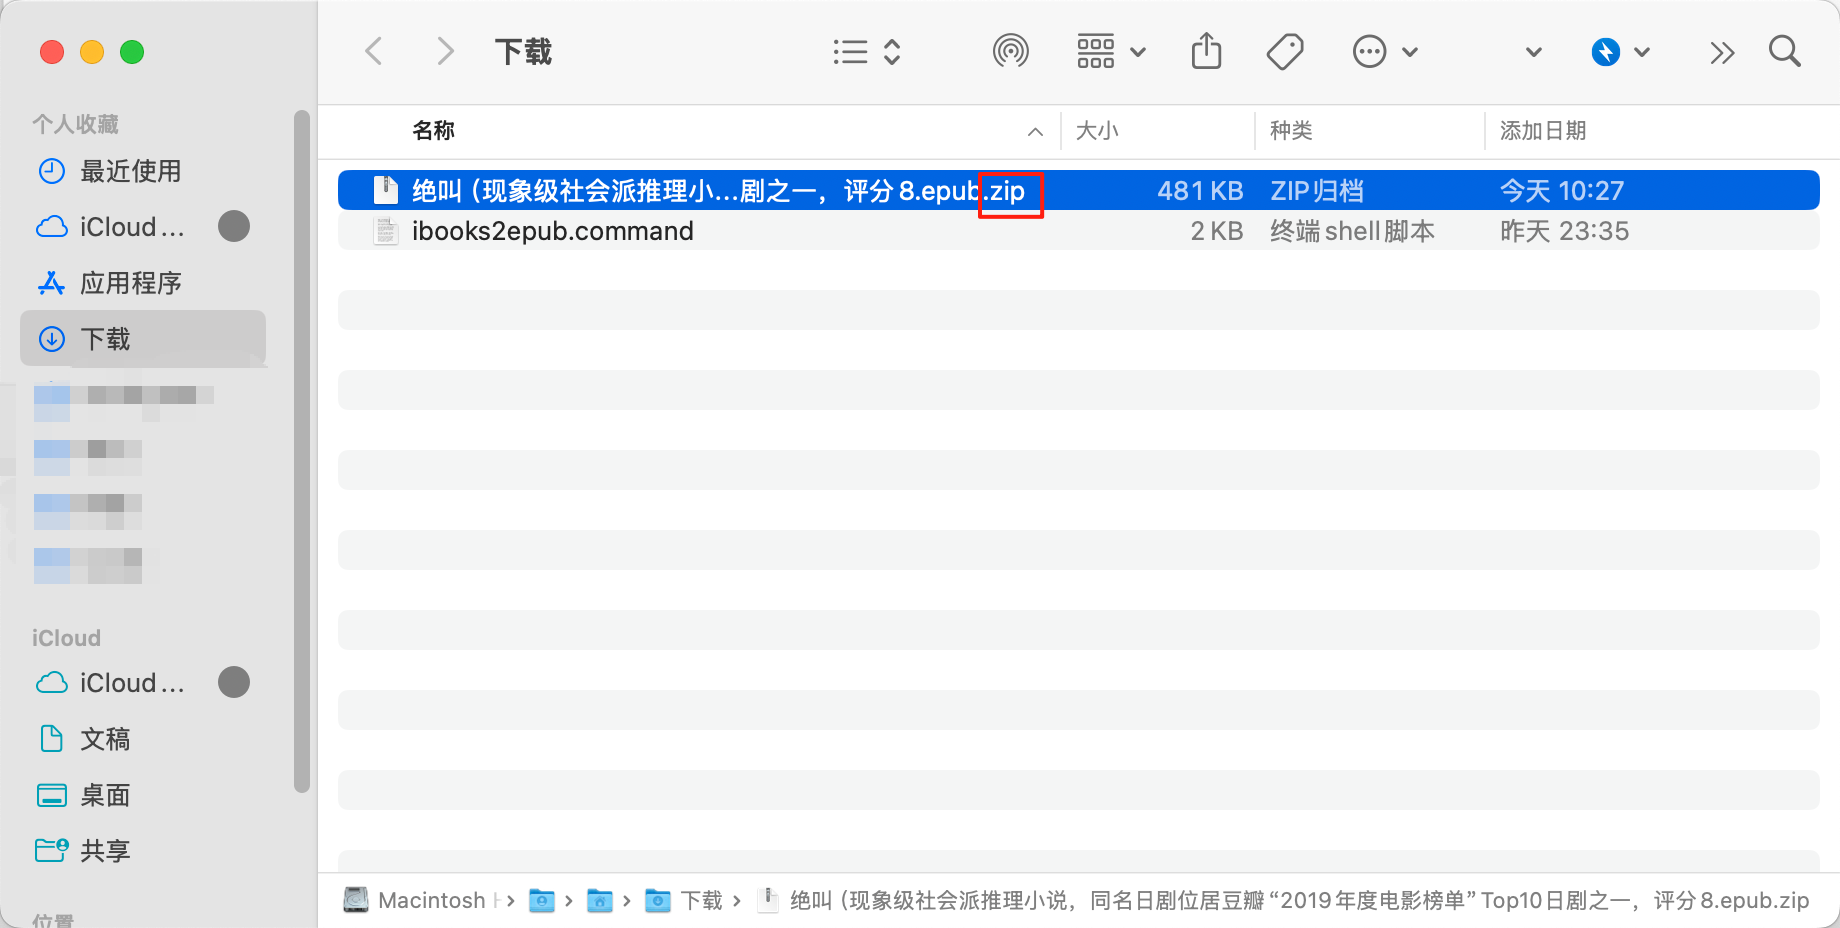 下载
个人收藏
最近使用
iCloud…
应用程序
下载
iCloud
iCloud…
文稿
桌面
共享
位置
名称
大小
种类
添加日期
绝叫（现象级社会派推理小…剧之一，评分8.epub.zip
481 KB
ZIP归档
今天 10:27
ibooks2epub.command
2 KB
终端shell脚本
昨天 23:35
Macintosh
下载
绝叫（现象级社会派推理小说，同名日剧位居豆瓣“2019年度电影榜单”Top10日剧之一，评分8.epub.zip